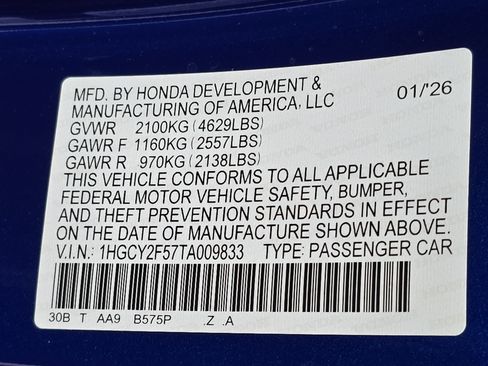 MFD. BY HONDA DEVELOPMENT &
MANUFACTURING OF AMERICA, LLC 01/'26
GVWR 2100KG (4629LBS)
GAWR F 1160KG (2557LBS)
GAWR R 970KG (2138LBS)
THIS VEHICLE CONFORMS TO ALL APPLICABLE
FEDERAL MOTOR VEHICLE SAFETY, BUMPER,
AND THEFT PREVENTION STANDARDS IN EFFECT
ON THE DATE OF MANUFACTURE SHOWN ABOVE.
V.I.N.: 1HGCY2F57TA009833 TYPE: PASSENGER CAR
30B T AA9 B575P .Z .A